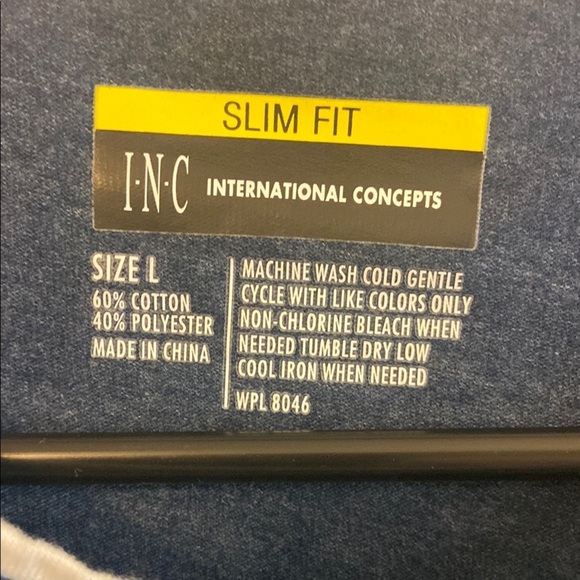 SLIM FIT
I·N·C INTERNATIONAL CONCEPTS
SIZE L
60% COTTON
40% POLYESTER
MADE IN CHINA
MACHINE WASH COLD GENTLE
CYCLE WITH LIKE COLORS ONLY
NON-CHLORINE BLEACH WHEN
NEEDED TUMBLE DRY LOW
COOL IRON WHEN NEEDED
WPL 8046